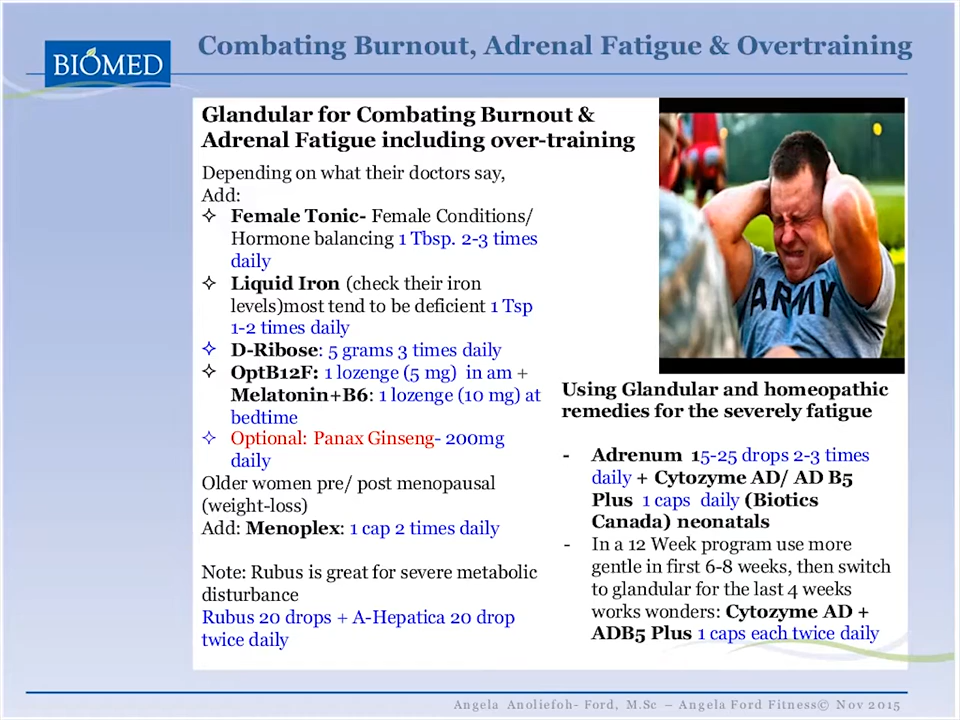 Combating Burnout, Adrenal Fatigue & Overtraining
BIOMED
Glandular for Combating Burnout &
Adrenal Fatigue including over-training
Depending on what their doctors say,
Add:
✧ Female Tonic- Female Conditions/
Hormone balancing 1 Tbsp. 2-3 times
daily
✧ Liquid Iron (check their iron
levels)most tend to be deficient 1 Tsp
1-2 times daily
✧ D-Ribose: 5 grams 3 times daily
✧ OptB12F: 1 lozenge (5 mg) in am +
Melatonin+B6: 1 lozenge (10 mg) at
bedtime
✧ Optional: Panax Ginseng- 200mg
daily
Older women pre/ post menopausal
(weight-loss)
Add: Menoplex: 1 cap 2 times daily
Note: Rubus is great for severe metabolic
disturbance
Rubus 20 drops + A-Hepatica 20 drop
twice daily
ARMY
Using Glandular and homeopathic
remedies for the severely fatigue
- Adrenum 15-25 drops 2-3 times
daily + Cytozyme AD/ AD B5
Plus 1 caps daily (Biotics
Canada) neonatals
- In a 12 Week program use more
gentle in first 6-8 weeks, then switch
to glandular for the last 4 weeks
works wonders: Cytozyme AD +
ADB5 Plus 1 caps each twice daily
Angela Anoliefoh- Ford, M.Sc – Angela Ford Fitness© Nov 2015